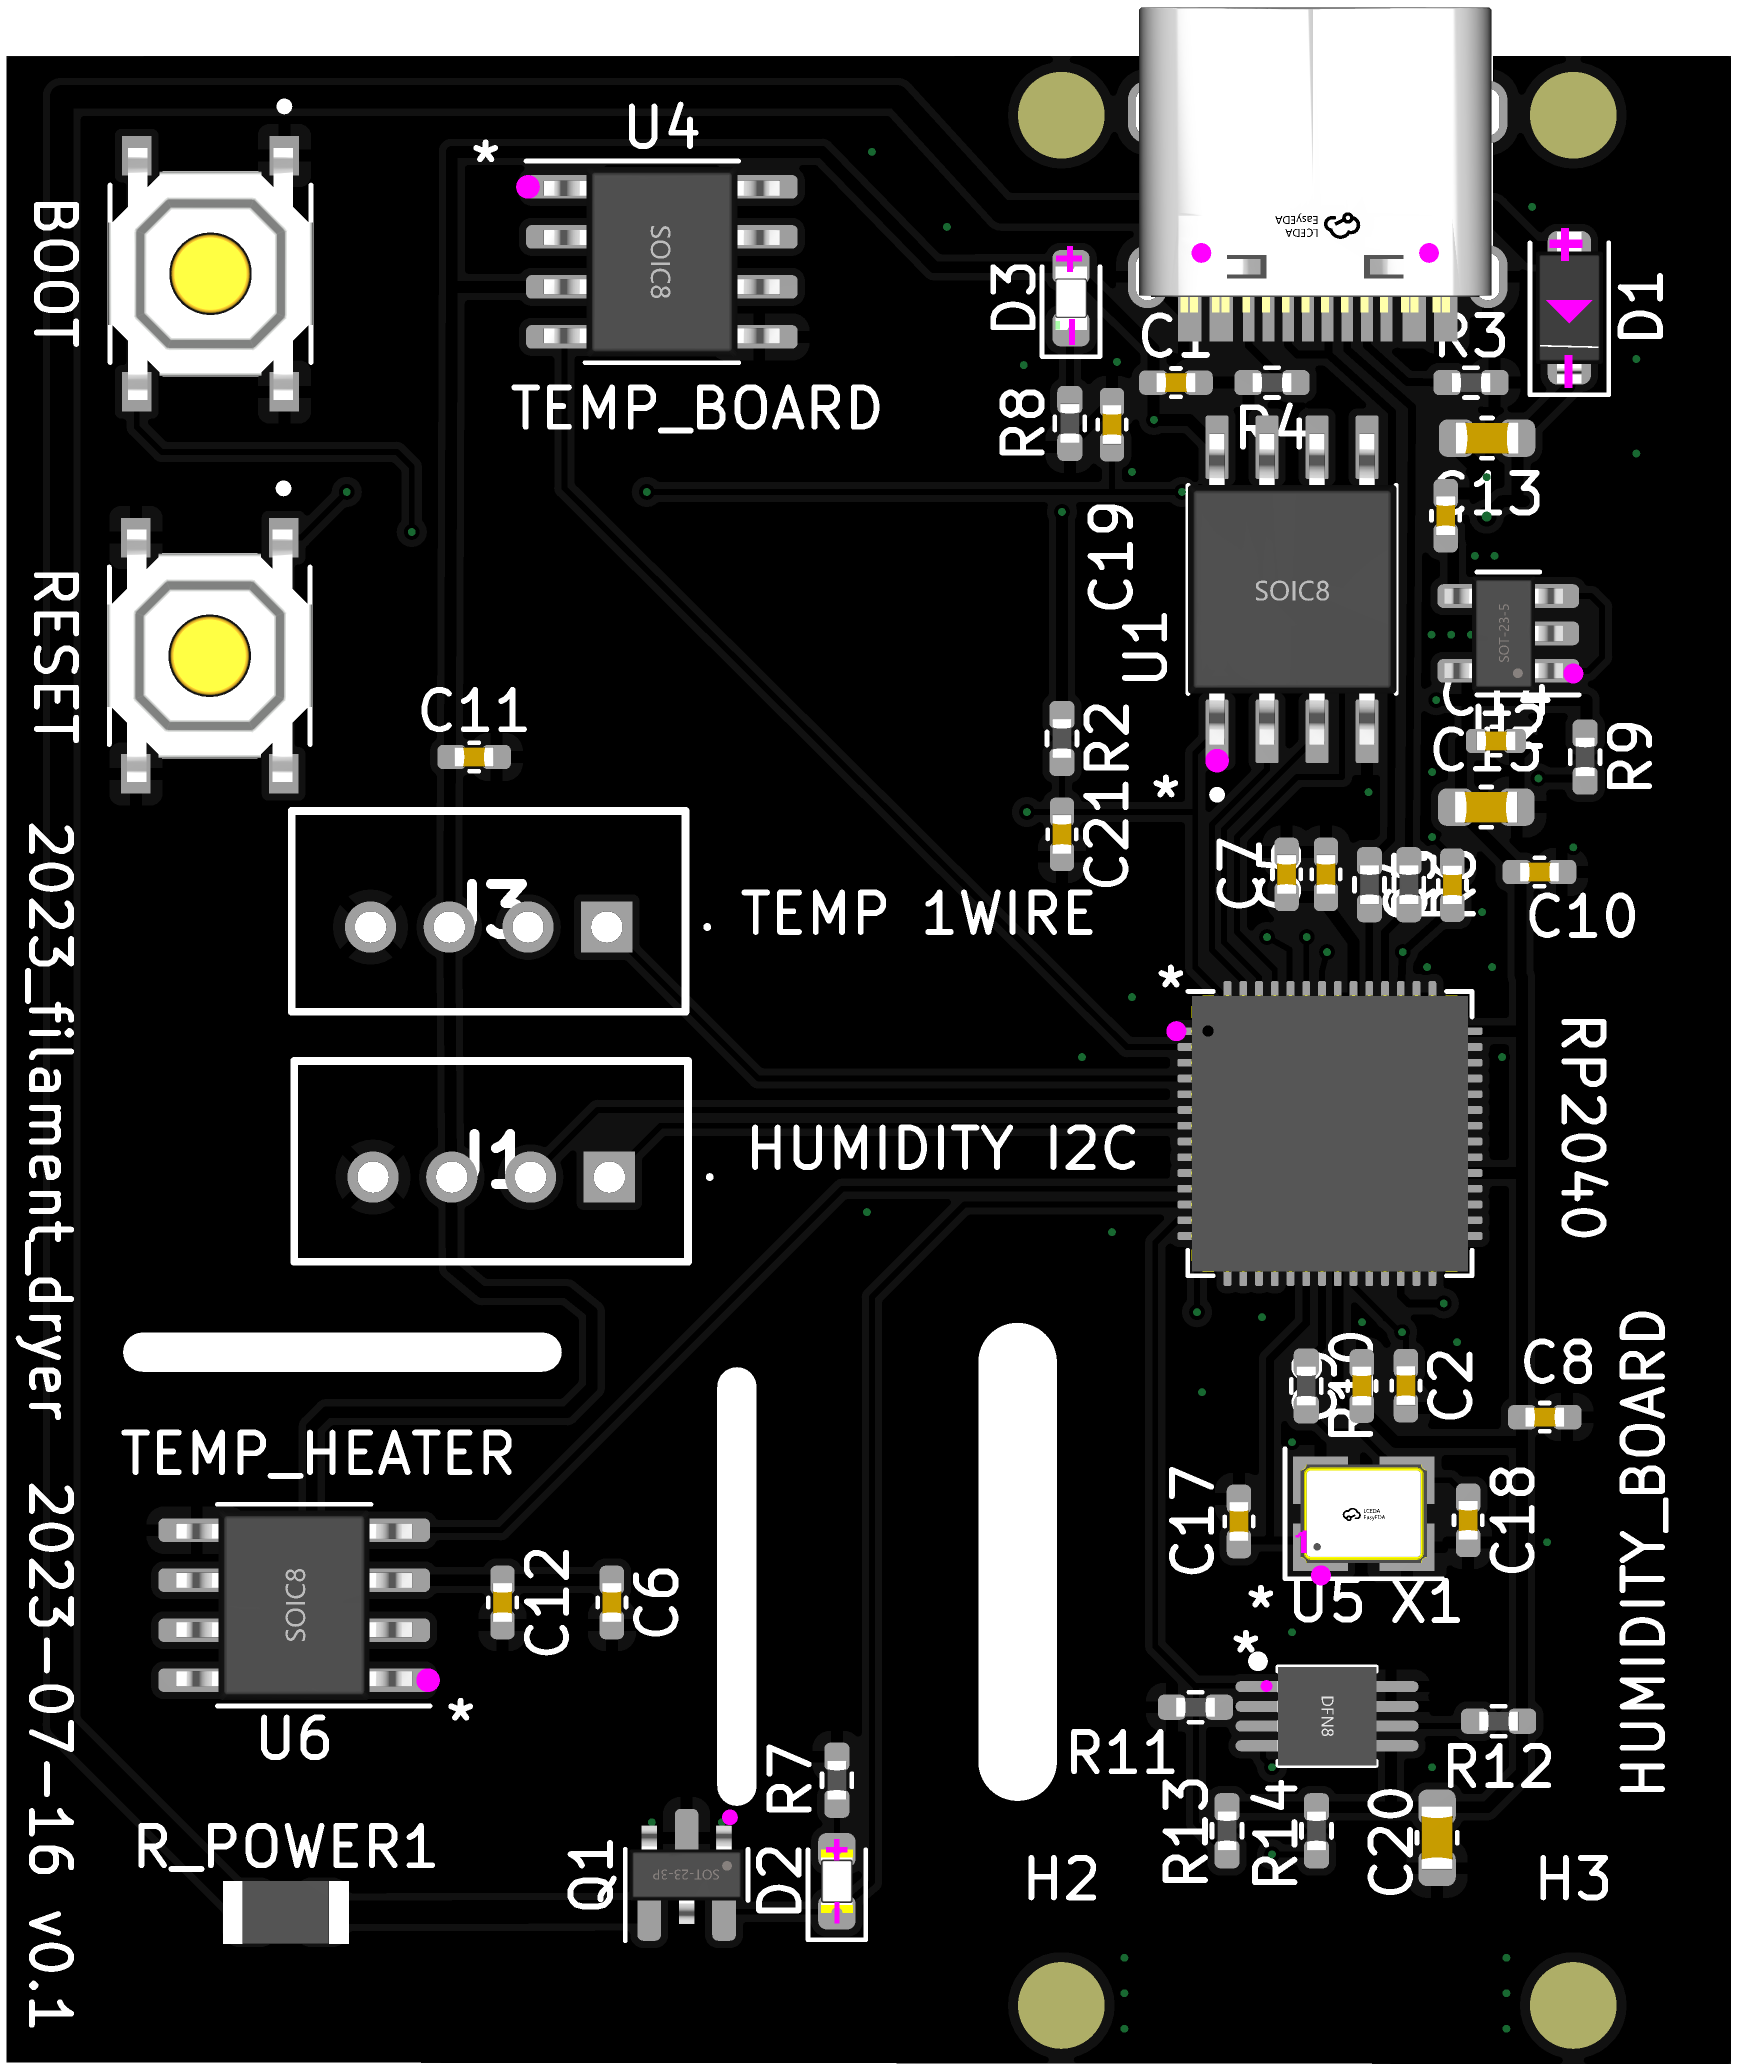 U4
*
SOIC8
TEMP_BOARD
BOOT
LCEDA
EasyEDA
D3
D1
C1
R3
R8
R4
C13
C19
SOIC8
U1
*
SOT-23-5
RESET
C11
R2
C21
R9
C7
C10
J3
TEMP 1WIRE
*
RP2040
J1
HUMIDITY I2C
2023_filament_dryer 2023-07-16 v0.1
C2
C8
TEMP_HEATER
HUMIDITY_BOARD
C17
LCEDA
EasyEDA
C18
1
U5
X1
*
*
SOIC8
C12
C6
*
U6
DFN8
R11
R12
R7
R13
R14
C20
R_POWER1
Q1
SOT-23-3P
D2
H2
H3